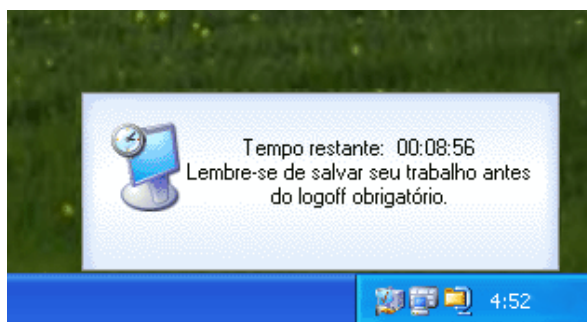 Tempo restante: 00:08:56
Lembre-se de salvar seu trabalho antes
do logoff obrigatório.
4:52